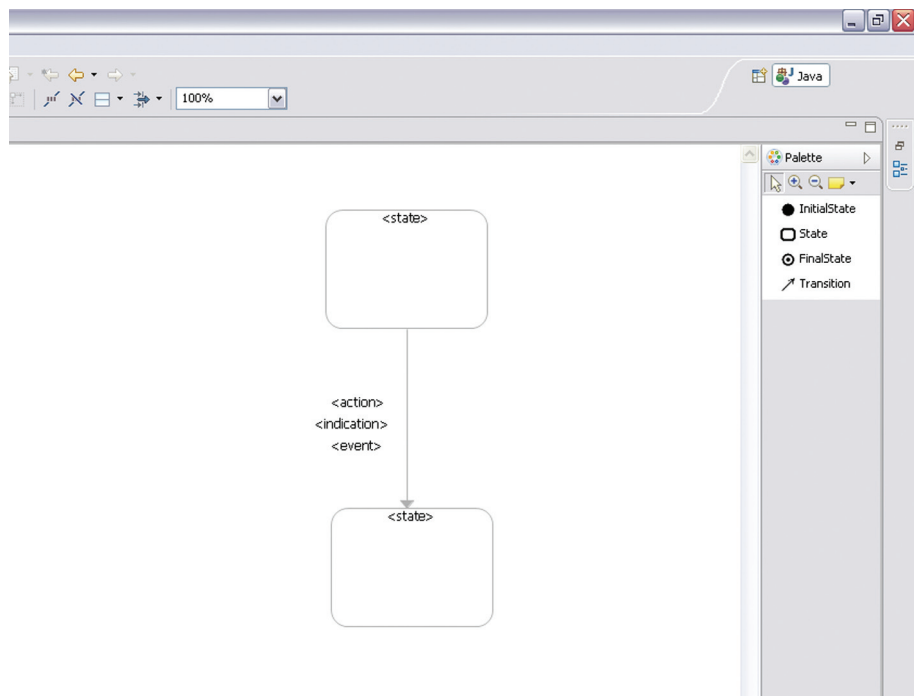 Java
100%
Palette
InitialState
State
FinalState
Transition
<state>
<action>
<indication>
<event>
<state>